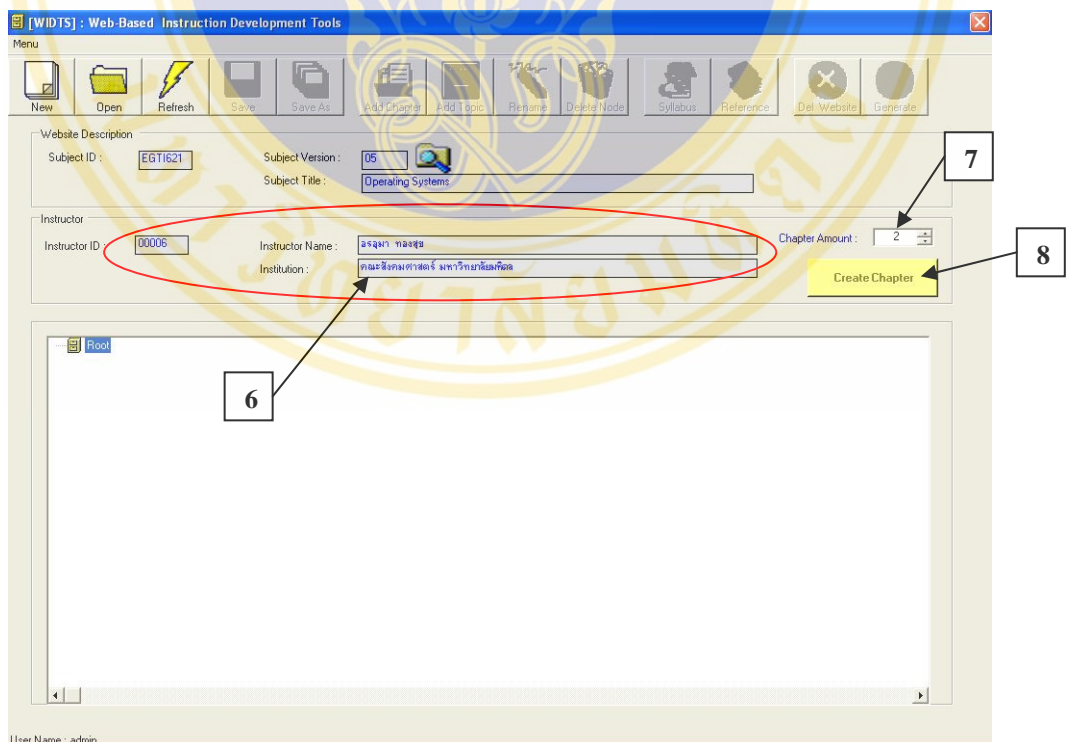 [WIDTS] : Web-Based Instruction Development Tools
Menu
New Open Refresh Save Save As Add Chapter Add Topic Rename Delete Node Syllabus Reference Del. Website Generate
Website Description
Subject ID : EGTI621 Subject Version : 05
Subject Title : Operating Systems
7
Instructor
Instructor ID : 00006 Instructor Name : อรอุมา ทองสุข Chapter Amount : 2
Institution : คณะสังคมศาสตร์ มหาวิทยาลัยมหิดล
Create Chapter
8
Root
6
User Name : admin